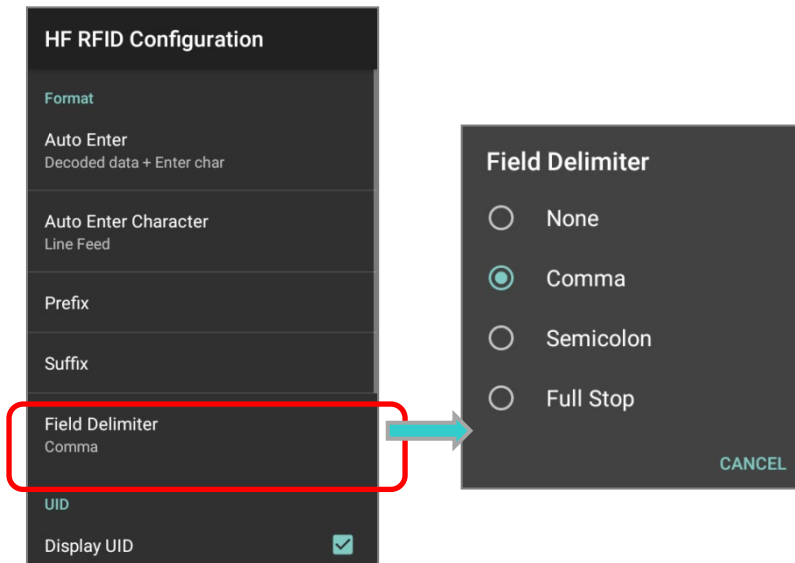 HF RFID Configuration
Format
Auto Enter
Decoded data + Enter char
Auto Enter Character
Line Feed
Prefix
Suffix
Field Delimiter
Comma
UID
Display UID
Field Delimiter
None
Comma
Semicolon
Full Stop
CANCEL